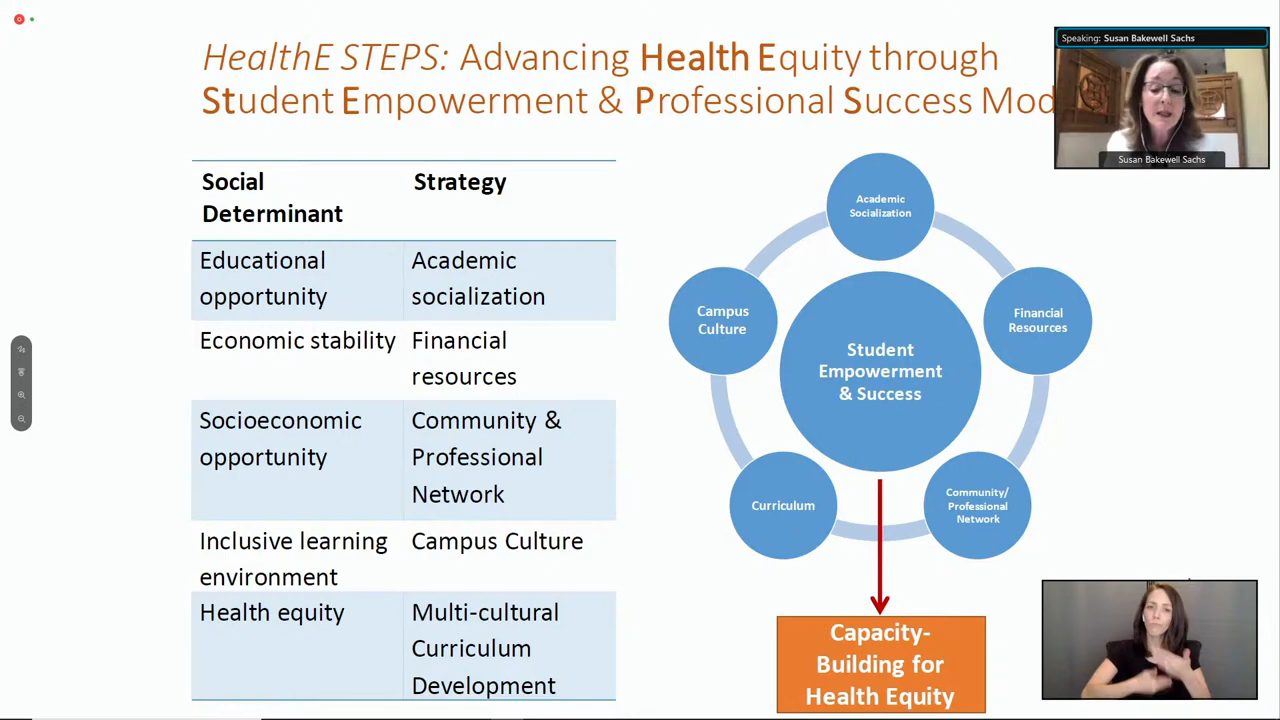 HealthE STEPS: Advancing Health Equity through
Student Empowerment & Professional Success Mod
Speaking: Susan Bakewell Sachs
Susan Bakewell Sachs
Social
Determinant
Strategy
Educational
opportunity
Academic
socialization
Economic stability
Financial
resources
Socioeconomic
opportunity
Community &
Professional
Network
Inclusive learning
environment
Campus Culture
Health equity
Multi-cultural
Curriculum
Development
Academic
Socialization
Campus
Culture
Financial
Resources
Student
Empowerment
& Success
Curriculum
Community/
Professional
Network
Capacity-
Building for
Health Equity